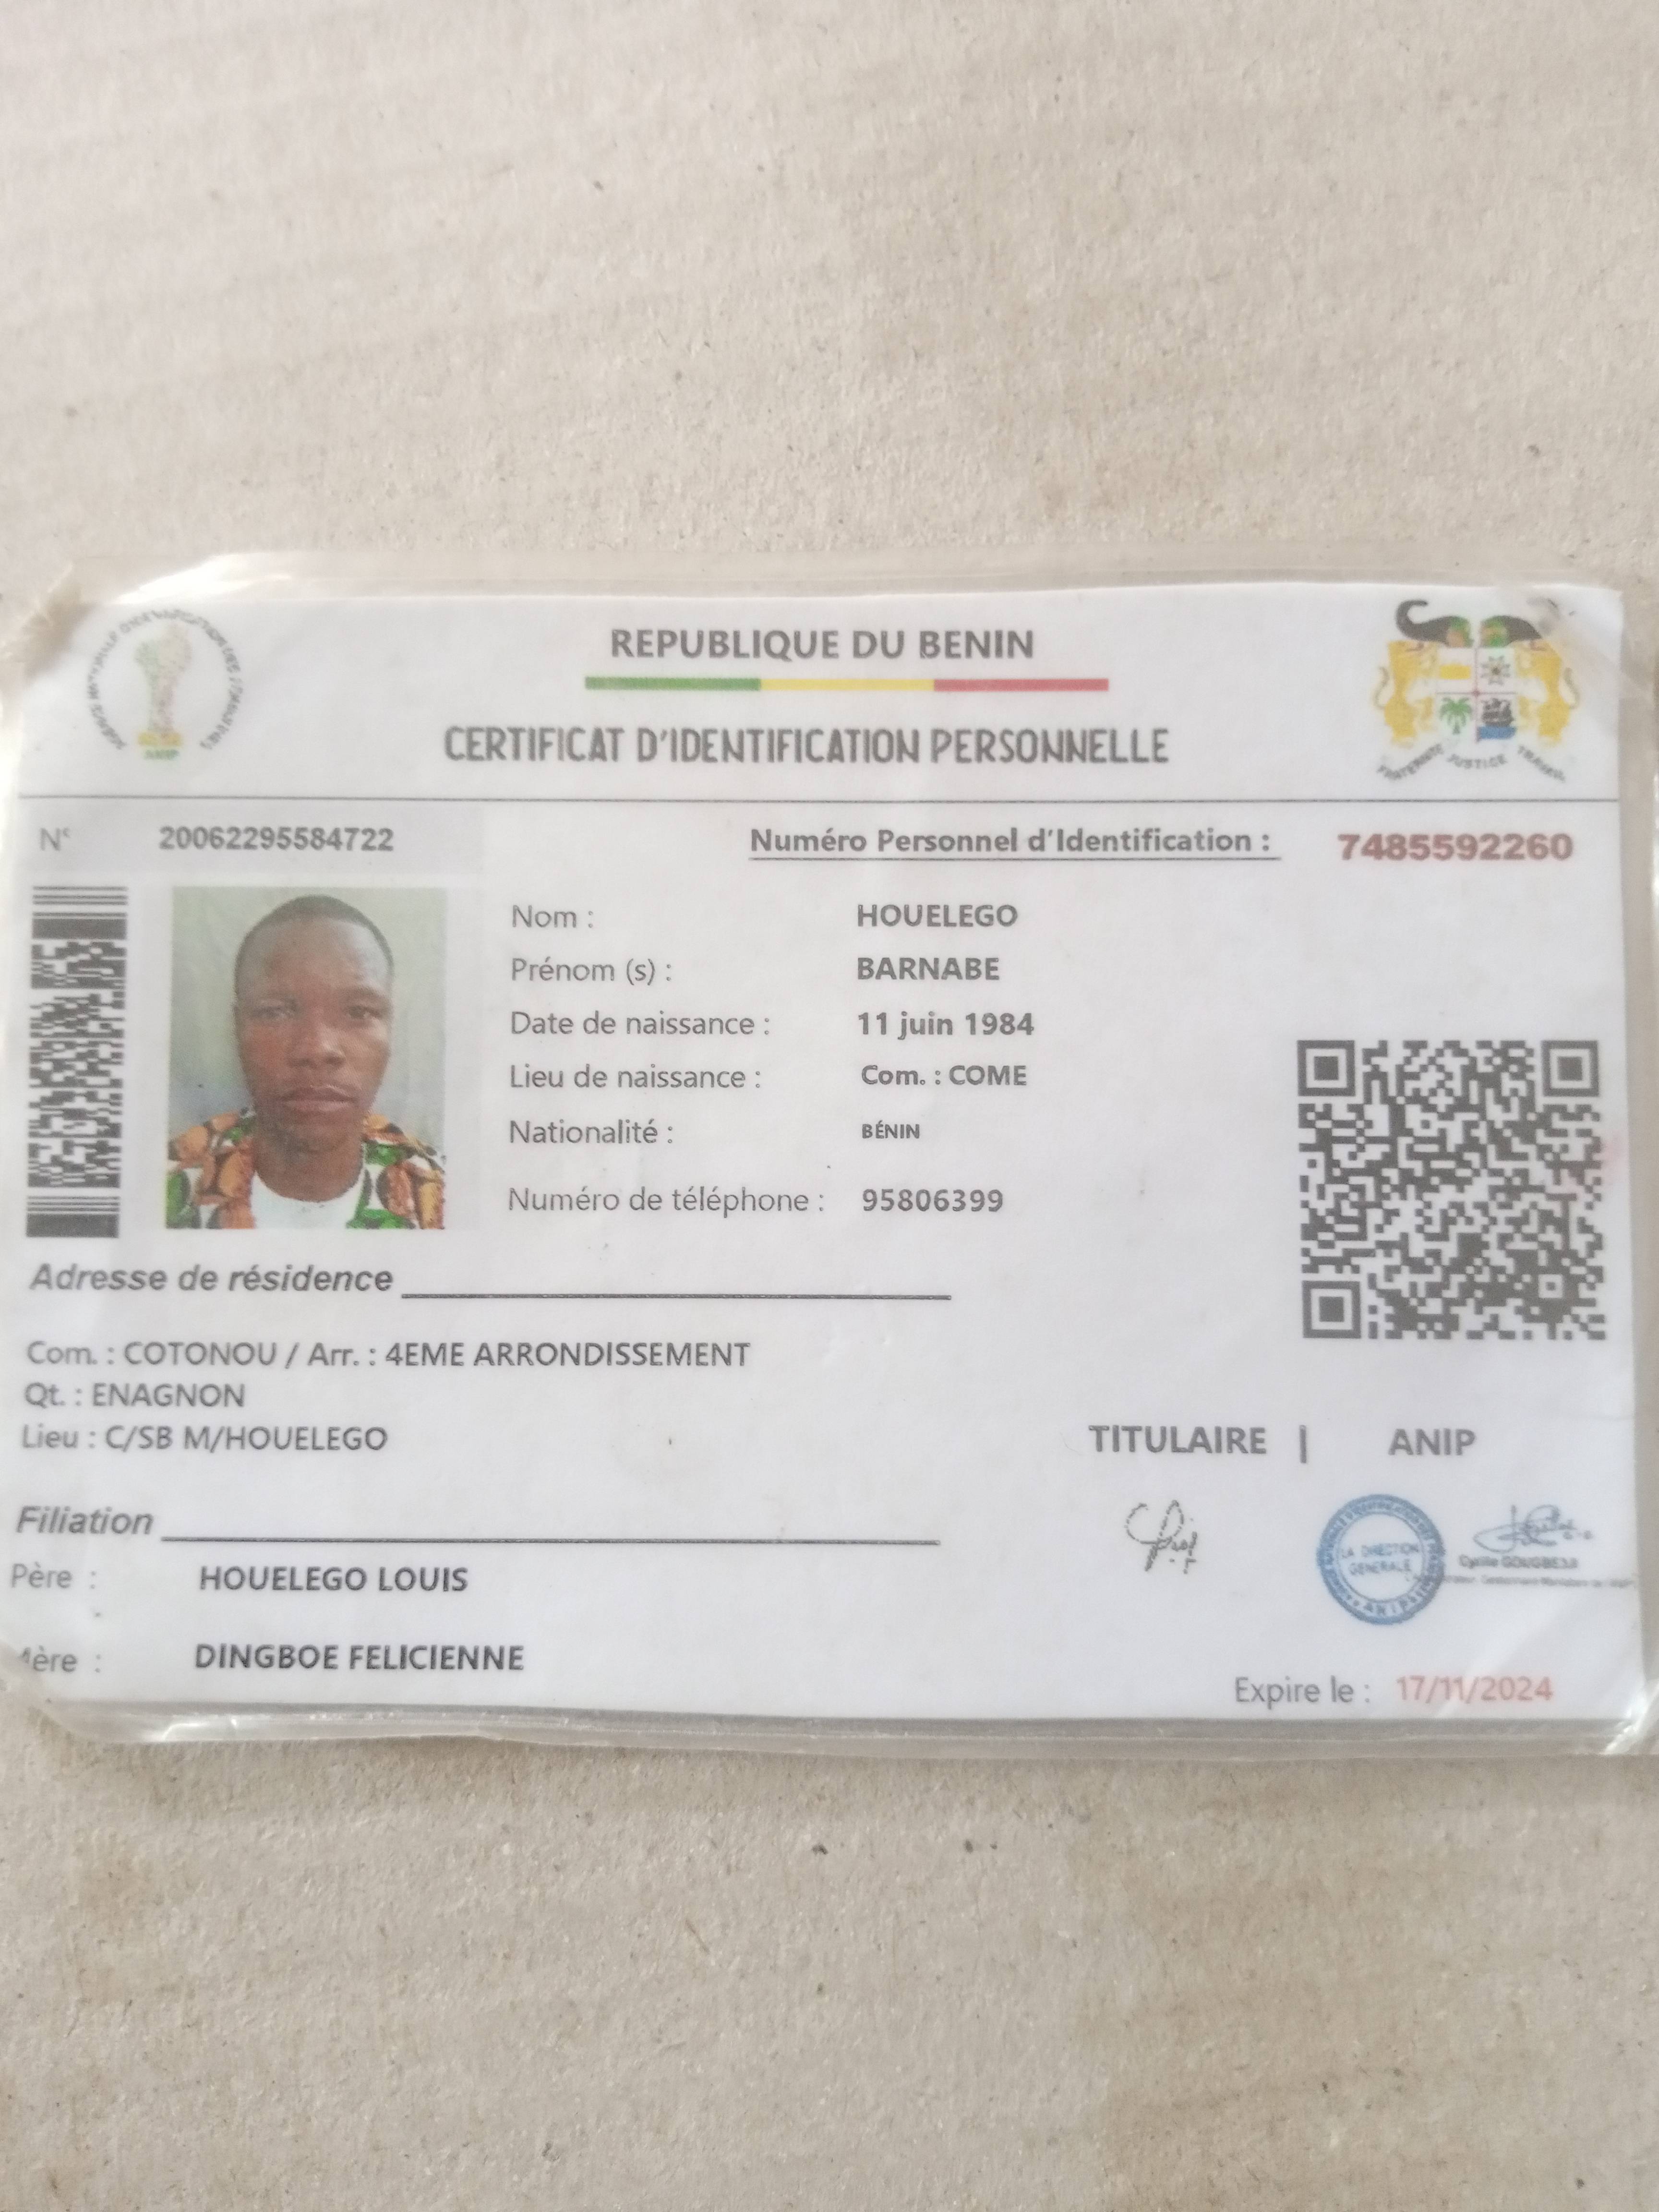 REPUBLIQUE DU BENIN
CERTIFICAT D'IDENTIFICATION PERSONNELLE
ANIP
FRATERNITE JUSTICE TRAVAIL
N° 20062295584722
Numéro Personnel d'Identification : 7485592260
Nom : HOUELEGO
Prénom (s) : BARNABE
Date de naissance : 11 juin 1984
Lieu de naissance : Com. : COME
Nationalité : BÉNIN
Numéro de téléphone : 95806399
Adresse de résidence
Com. : COTONOU / Arr. : 4EME ARRONDISSEMENT
Qt. : ENAGNON
Lieu : C/SB M/HOUELEGO
TITULAIRE | ANIP
LA DIRECTION
GENERALE
ANIP
Cyrille GOUGBEDJI
Filiation
Père : HOUELEGO LOUIS
ère : DINGBOE FELICIENNE
Expire le : 17/11/2024